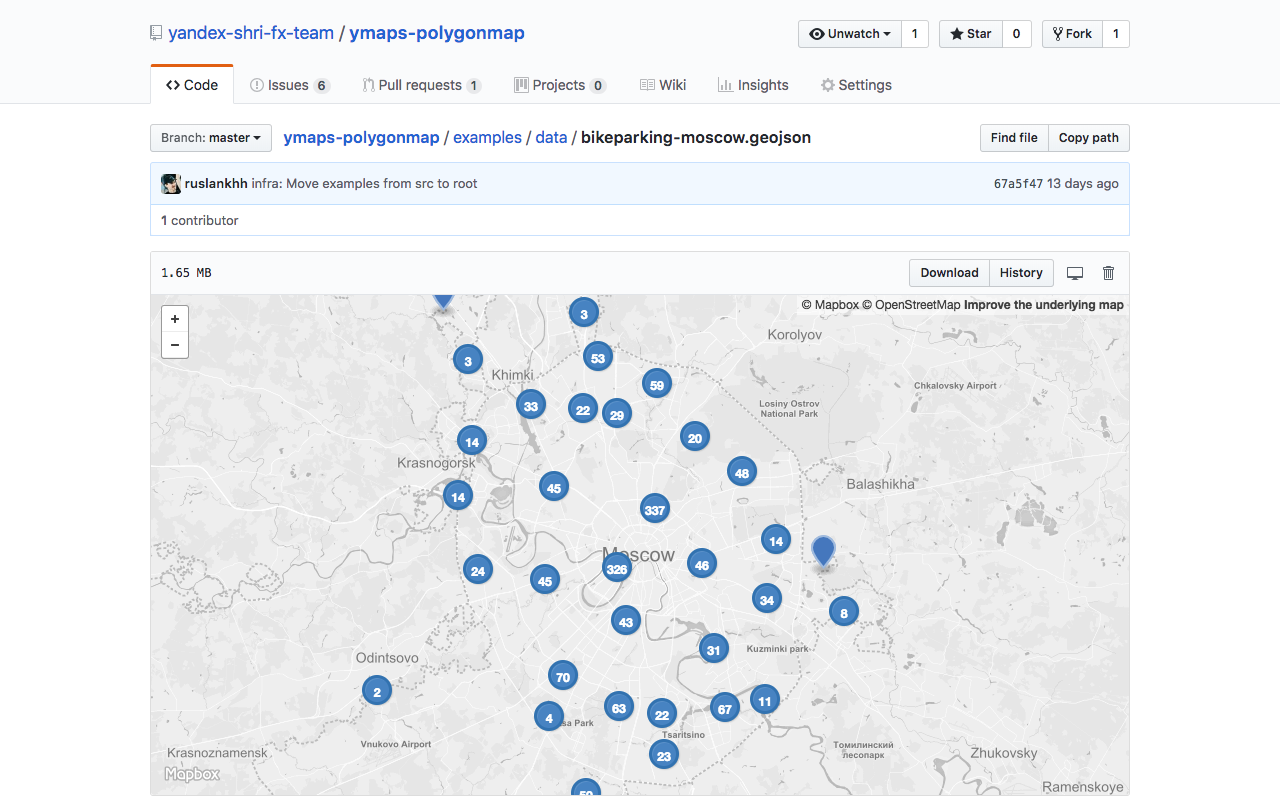 yandex-shri-fx-team / ymaps-polygonmap
Unwatch 1 Star 0 Fork 1
Code Issues 6 Pull requests 1 Projects 0 Wiki Insights Settings
Branch: master ymaps-polygonmap / examples / data / bikeparking-moscow.geojson Find file Copy path
ruslankhh infra: Move examples from src to root 67a5f47 13 days ago
1 contributor
1.65 MB Download History
+
−
© Mapbox © OpenStreetMap Improve the underlying map
3
Korolyov
53
3
Khimki
59
Chkalovsky Airport
33
22
29
Losiny Ostrov
National Park
14
20
Krasnogorsk
48
45
Balashikha
14
337
14
Moscow
24
45
326
46
34
8
43
31
Kuzminki park
Odintsovo
70
2
11
63
67
4
22
sa Park
Tsaritsino
Vnukovo Airport
23
Krasnoznamensk
Томилинский
лесопарк
Zhukovsky
Mapbox
Ramenskoye